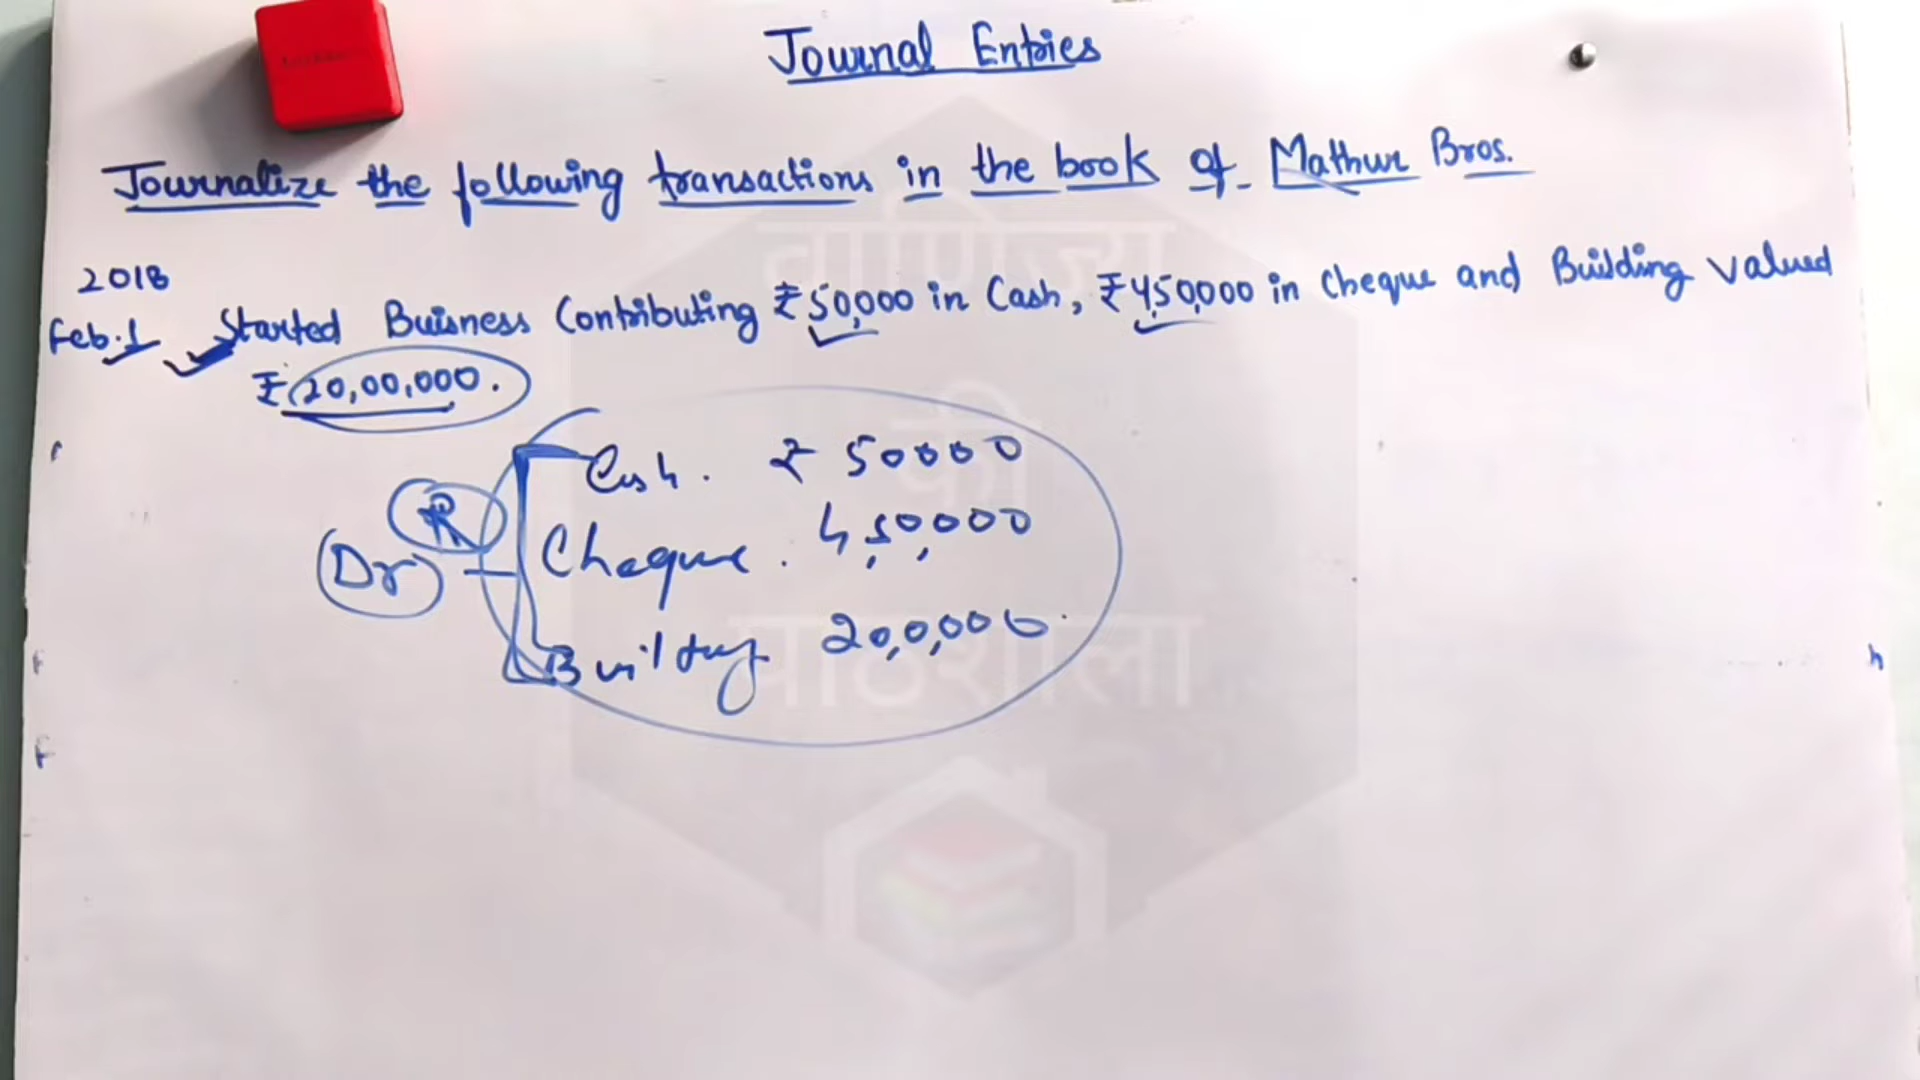 Journal Entries
Journalize the following transactions in the book of Mathur Bros.
2018
Feb.1 Started Buisness Contributing ₹50,000 in Cash, ₹4,50,000 in Cheque and Building valued
₹20,00,000.
Cash. ₹ 50000
R
Dr Cheque. 4,50,000
Building 20,0,000
वाणिज्य
की
पाठशाला